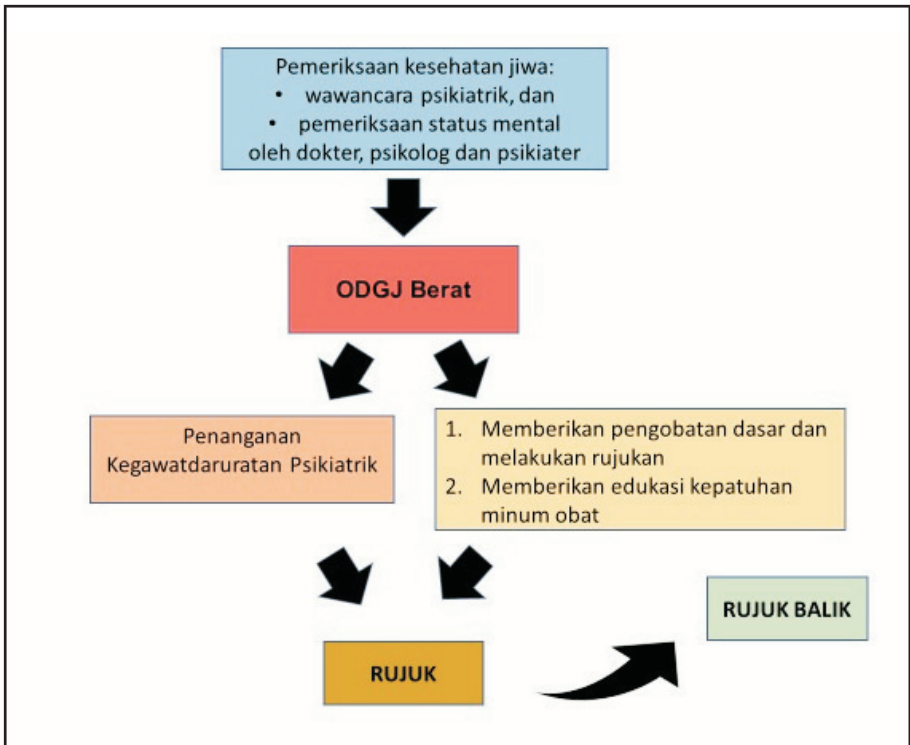 Pemeriksaan kesehatan jiwa:
• wawancara psikiatrik, dan
• pemeriksaan status mental
oleh dokter, psikolog dan psikiater
ODGJ Berat
Penanganan
Kegawatdaruratan Psikiatrik
1. Memberikan pengobatan dasar dan
melakukan rujukan
2. Memberikan edukasi kepatuhan
minum obat
RUJUK BALIK
RUJUK